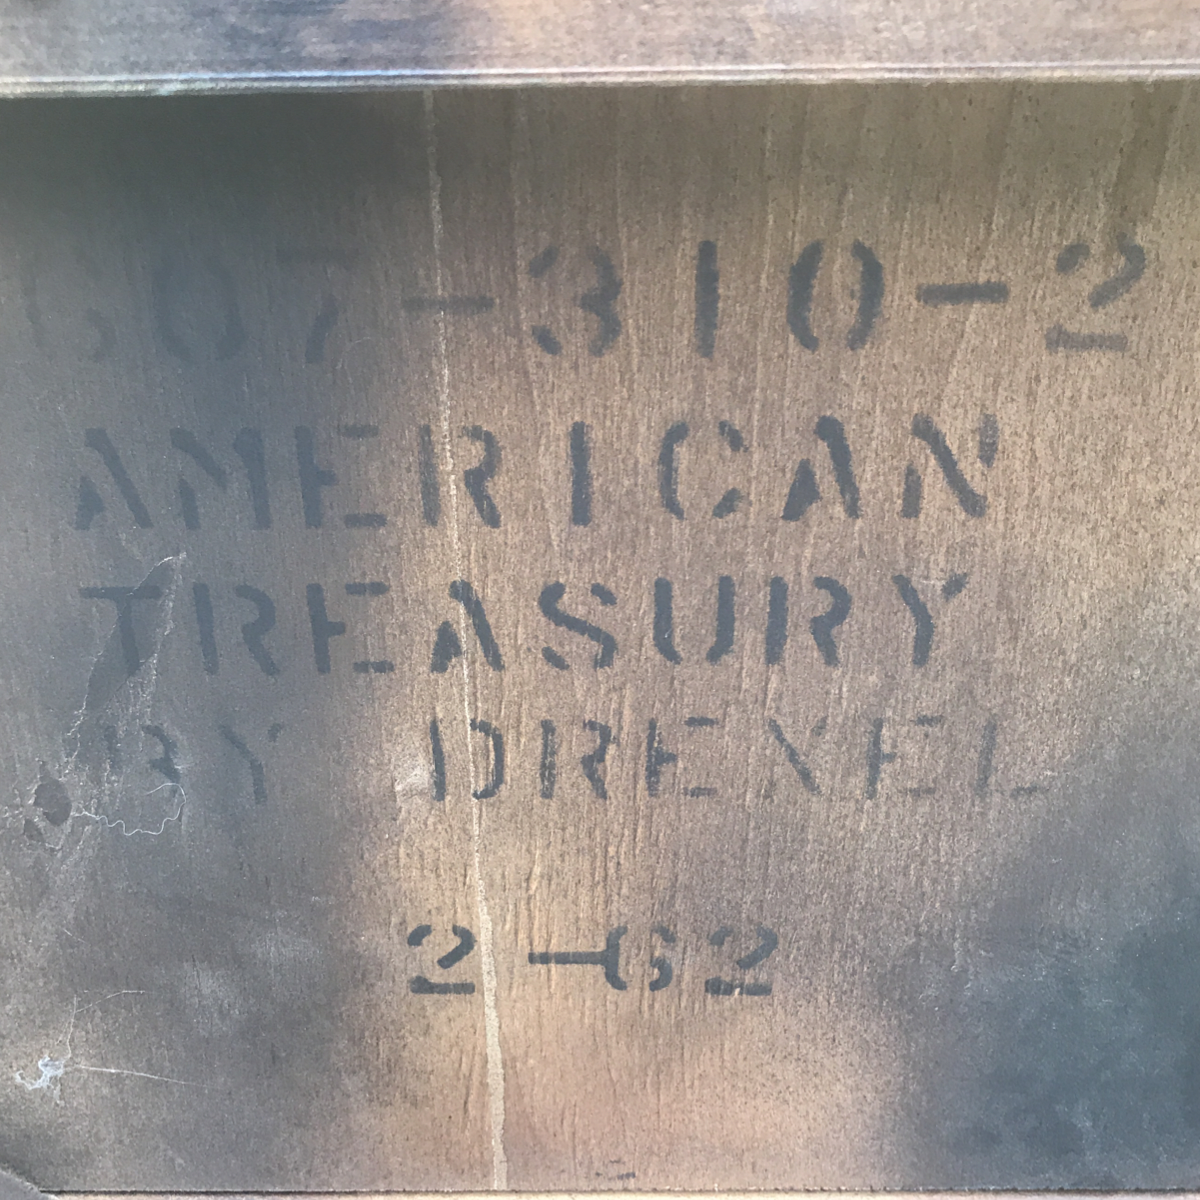 607-310-2
AMERICAN
TREASURY
BY DREXEL
2-62